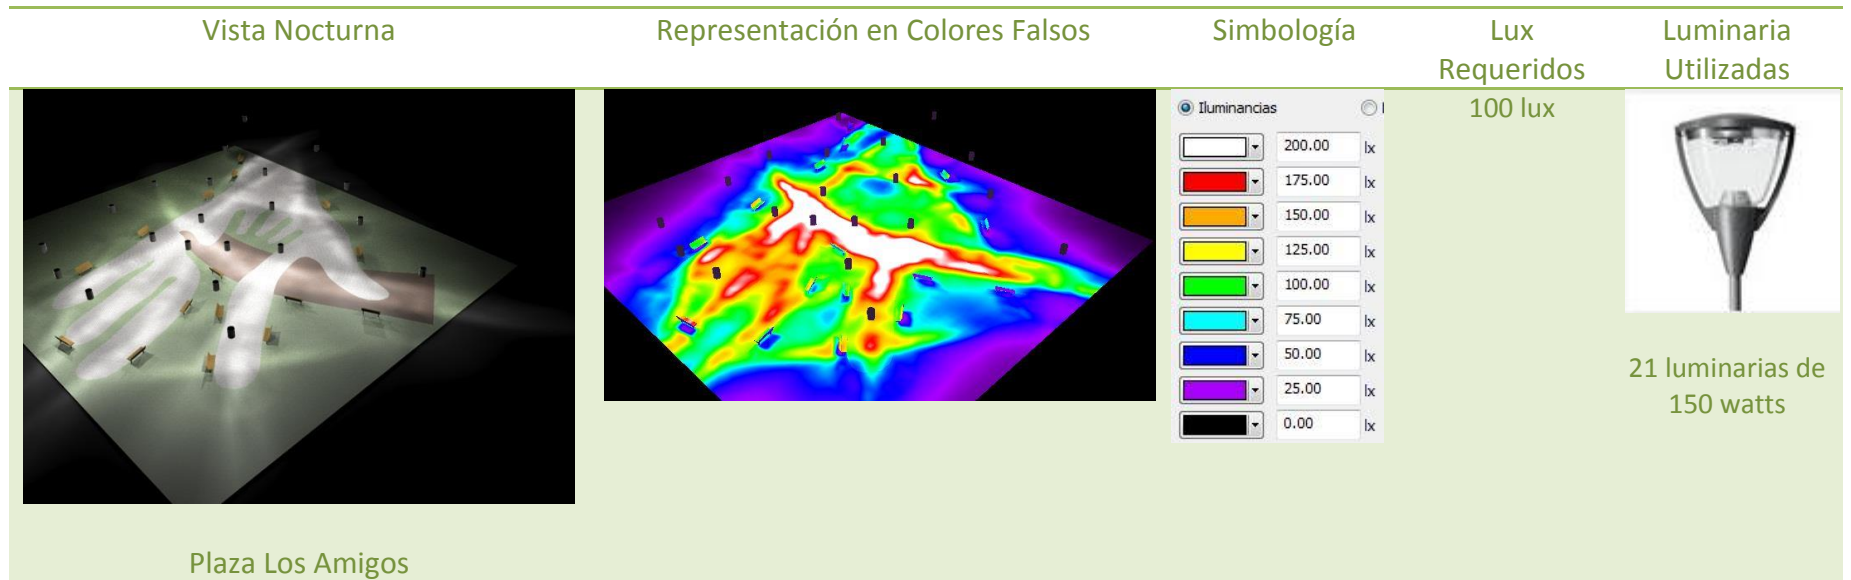 Vista Nocturna
Representación en Colores Falsos
Simbología
Lux
Requeridos
Luminaria
Utilizadas
Iluminancias
200.00 lx
175.00 lx
150.00 lx
125.00 lx
100.00 lx
75.00 lx
50.00 lx
25.00 lx
0.00 lx
100 lux
21 luminarias de
150 watts
Plaza Los Amigos